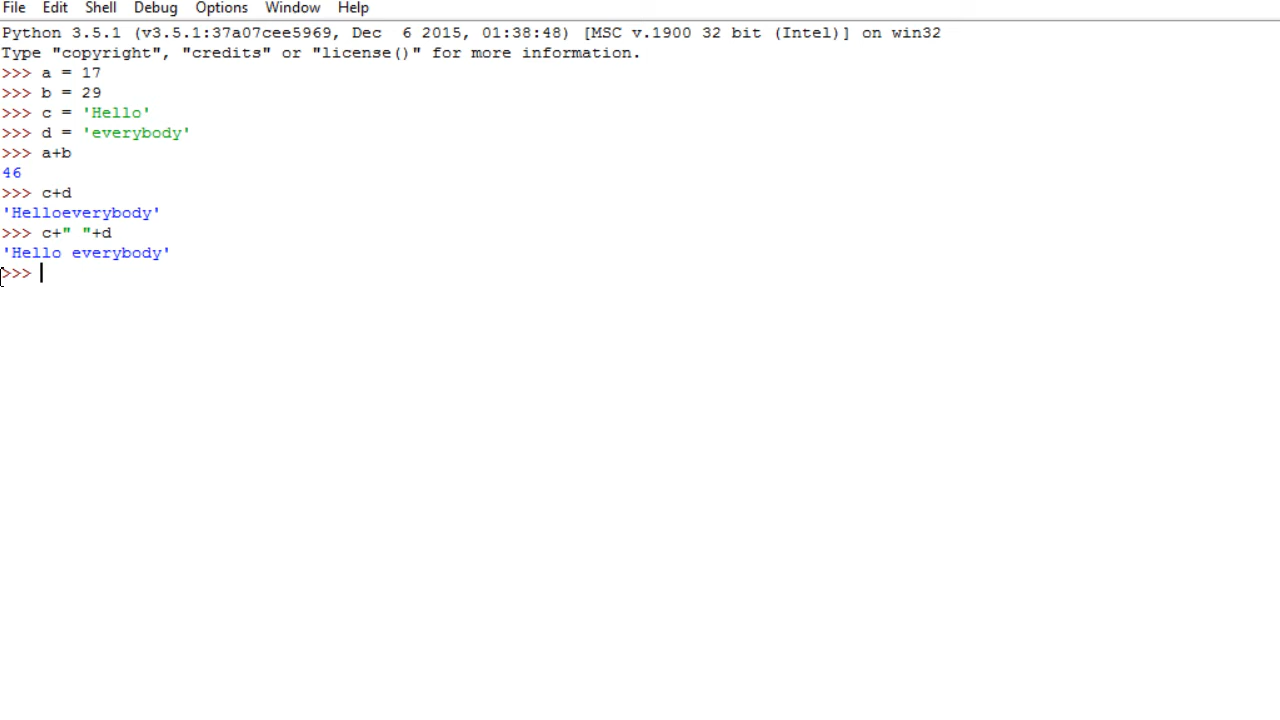 File Edit Shell Debug Options Window Help
Python 3.5.1 (v3.5.1:37a07cee5969, Dec  6 2015, 01:38:48) [MSC v.1900 32 bit (Intel)] on win32
Type "copyright", "credits" or "license()" for more information.
>>> a = 17
>>> b = 29
>>> c = 'Hello'
>>> d = 'everybody'
>>> a+b
46
>>> c+d
'Helloeverybody'
>>> c+" "+d
'Hello everybody'
>>>